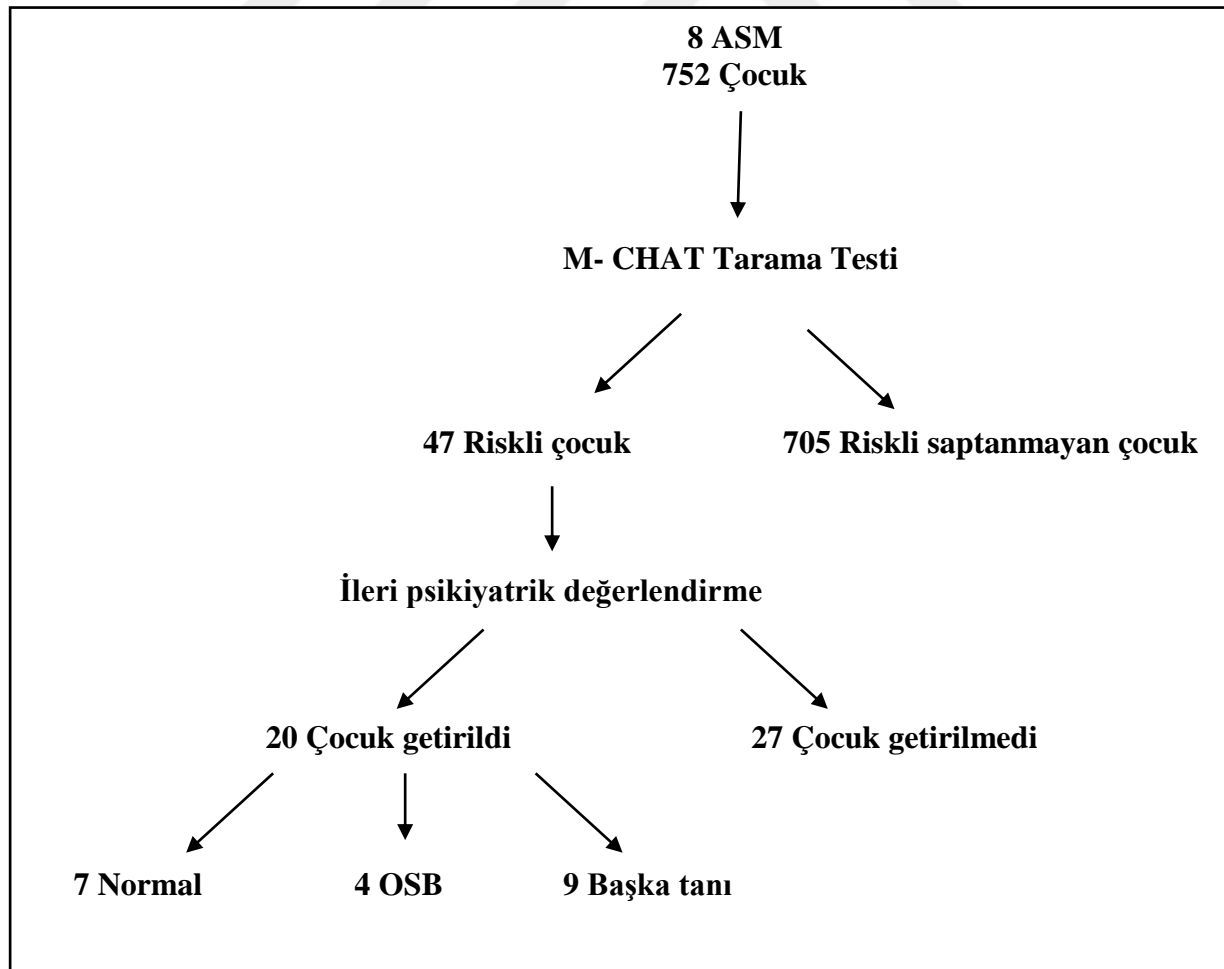 8 ASM
752 Çocuk
M- CHAT Tarama Testi
47 Riskli çocuk
705 Riskli saptanmayan çocuk
İleri psikiyatrik değerlendirme
20 Çocuk getirildi
27 Çocuk getirilmedi
7 Normal
4 OSB
9 Başka tanı